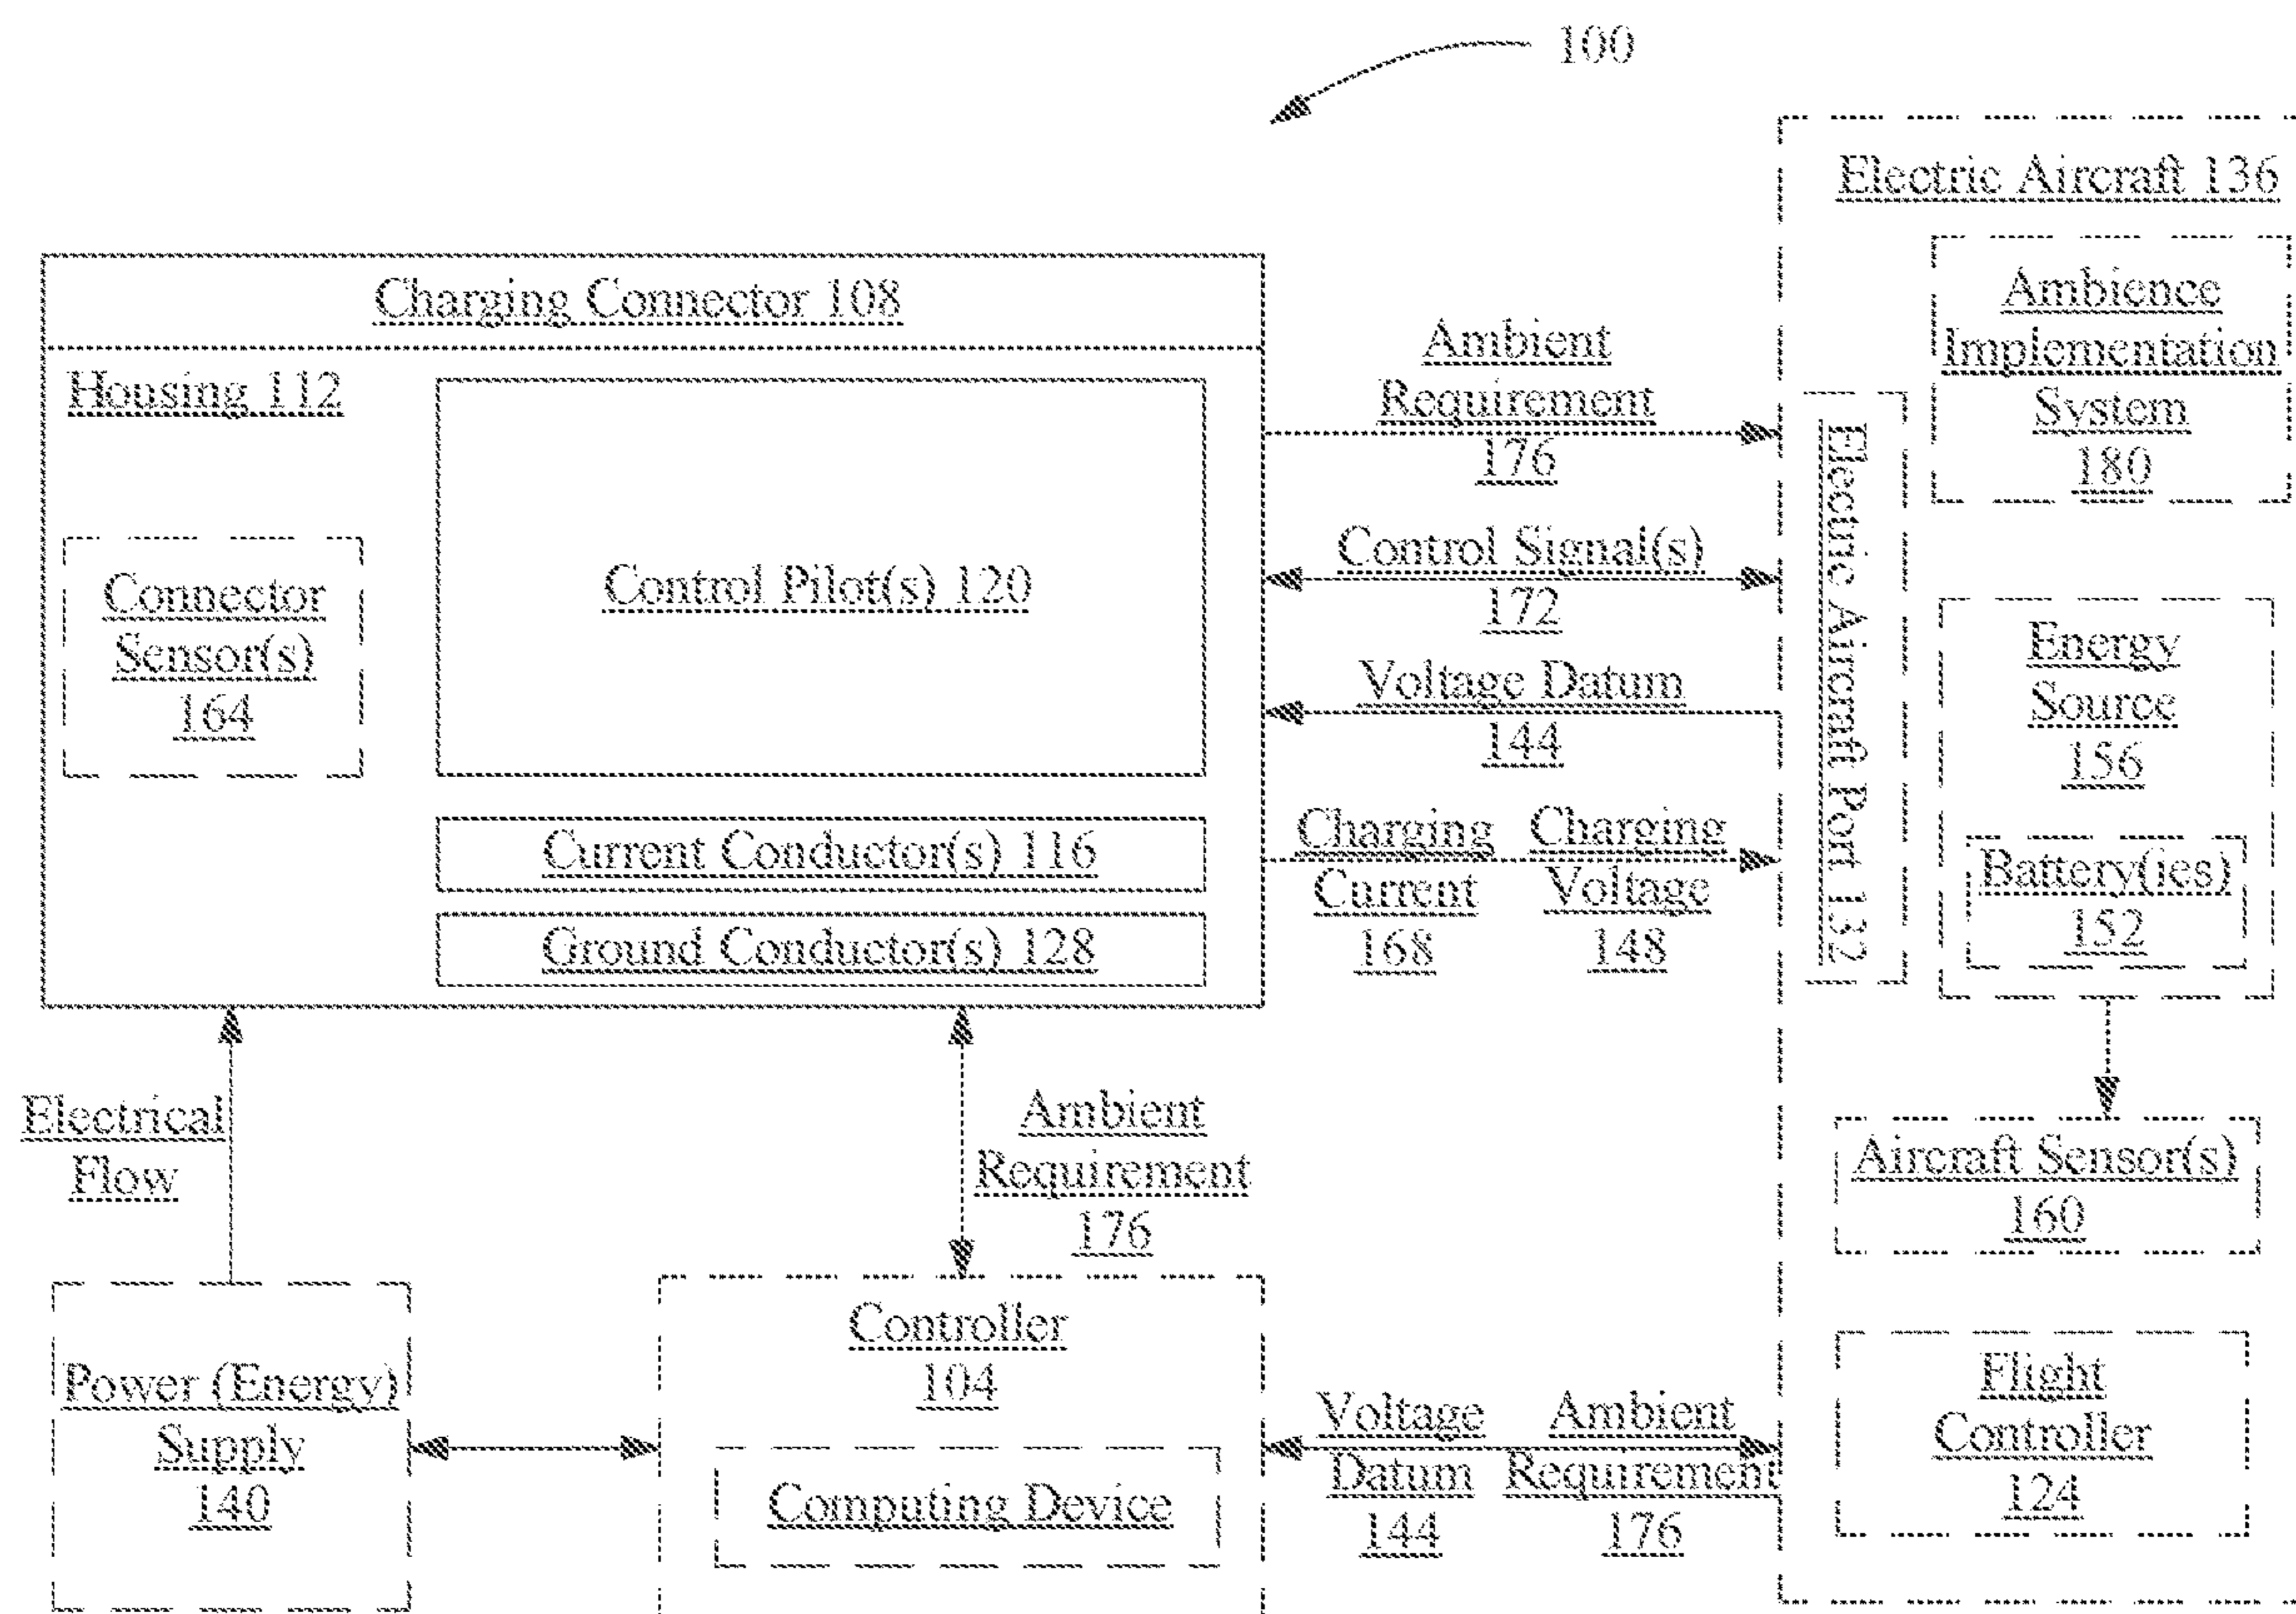 100
Charging Connector 108
Housing 112
Connector
Sensor(s)
164
Control Pilot(s) 120
Current Conductor(s) 116
Ground Conductor(s) 128
Ambient
Requirement
176
Control Signal(s)
172
Voltage Datum
144
Charging
Current
168
Charging
Voltage
148
Electric Aircraft 136
Electric Aircraft Port 132
Ambience
Implementation
System
180
Energy
Source
156
Battery(ies)
152
Aircraft Sensor(s)
160
Flight
Controller
124
Electrical
Flow
Ambient
Requirement
176
Power (Energy)
Supply
140
Controller
104
Computing Device
Voltage
Datum
144
Ambient
Requirement
176